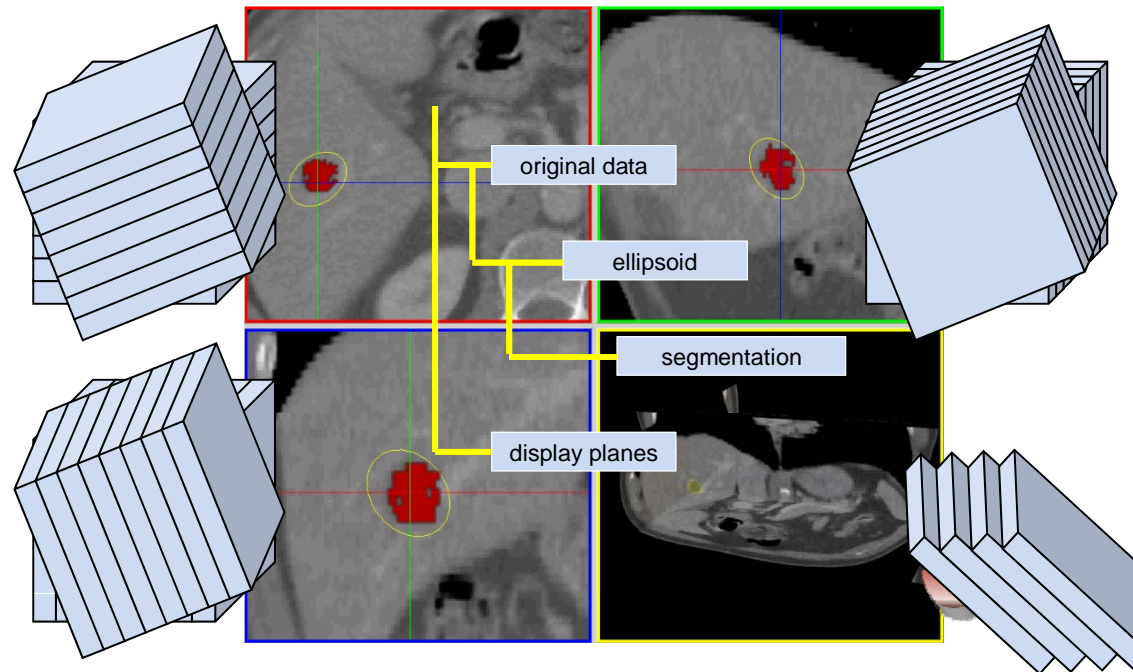 original data
ellipsoid
segmentation
display planes